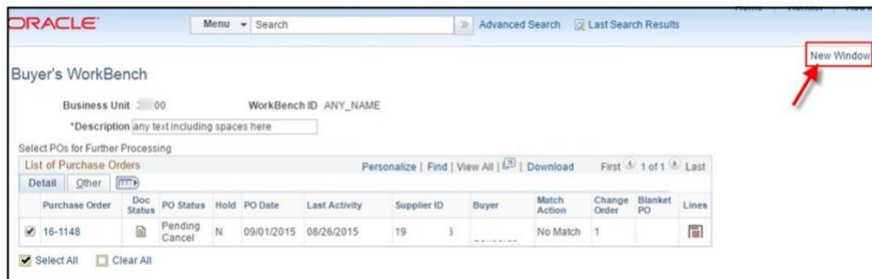 ORACLE Menu Search Advanced Search Last Search Results
New Window
Buyer's WorkBench
Business Unit 00 WorkBench ID ANY_NAME
*Description any text including spaces here
Select POs for Further Processing
List of Purchase Orders Personalize | Find | View All | | Download First 1 of 1 Last
Detail Other
Purchase Order Doc Status PO Status Hold PO Date Last Activity Supplier ID Buyer Match Action Change Order Blanket PO Lines
16-1148 Pending Cancel N 09/01/2015 08/26/2015 19 No Match 1
Select All Clear All